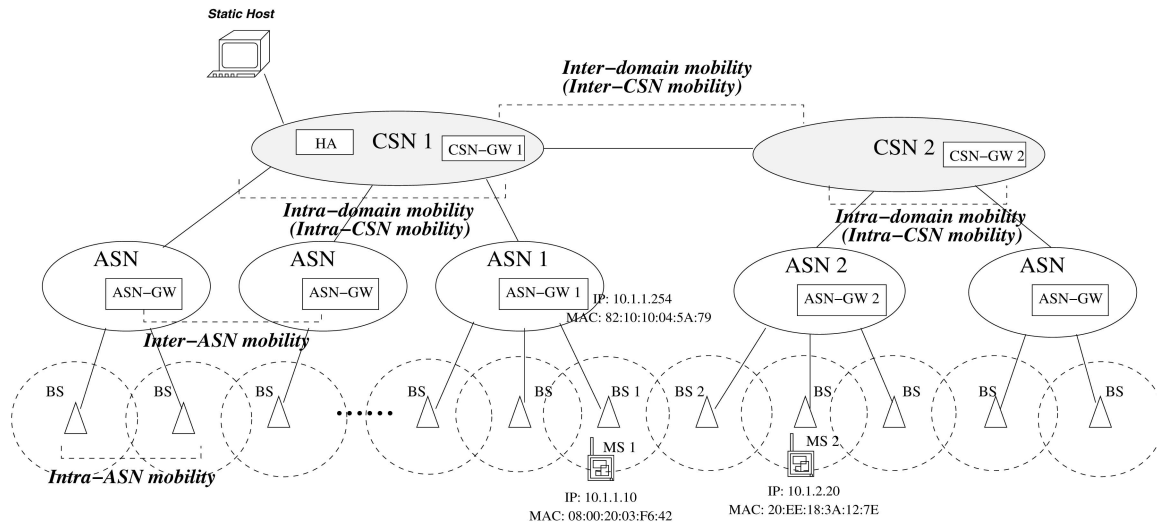 Static Host
Inter−domain mobility
(Inter−CSN mobility)
HA
CSN 1
CSN−GW 1
CSN 2
CSN−GW 2
Intra−domain mobility
(Intra−CSN mobility)
Intra−domain mobility
(Intra−CSN mobility)
ASN
ASN
ASN 1
ASN 2
ASN
ASN−GW
ASN−GW
ASN−GW 1
ASN−GW 2
ASN−GW
IP: 10.1.1.254
MAC: 82:10:10:04:5A:79
Inter−ASN mobility
BS
BS
BS
BS
BS
BS 1
BS 2
BS
BS
BS
BS
MS 1
MS 2
Intra−ASN mobility
IP: 10.1.1.10
MAC: 08:00:20:03:F6:42
IP: 10.1.2.20
MAC: 20:EE:18:3A:12:7E